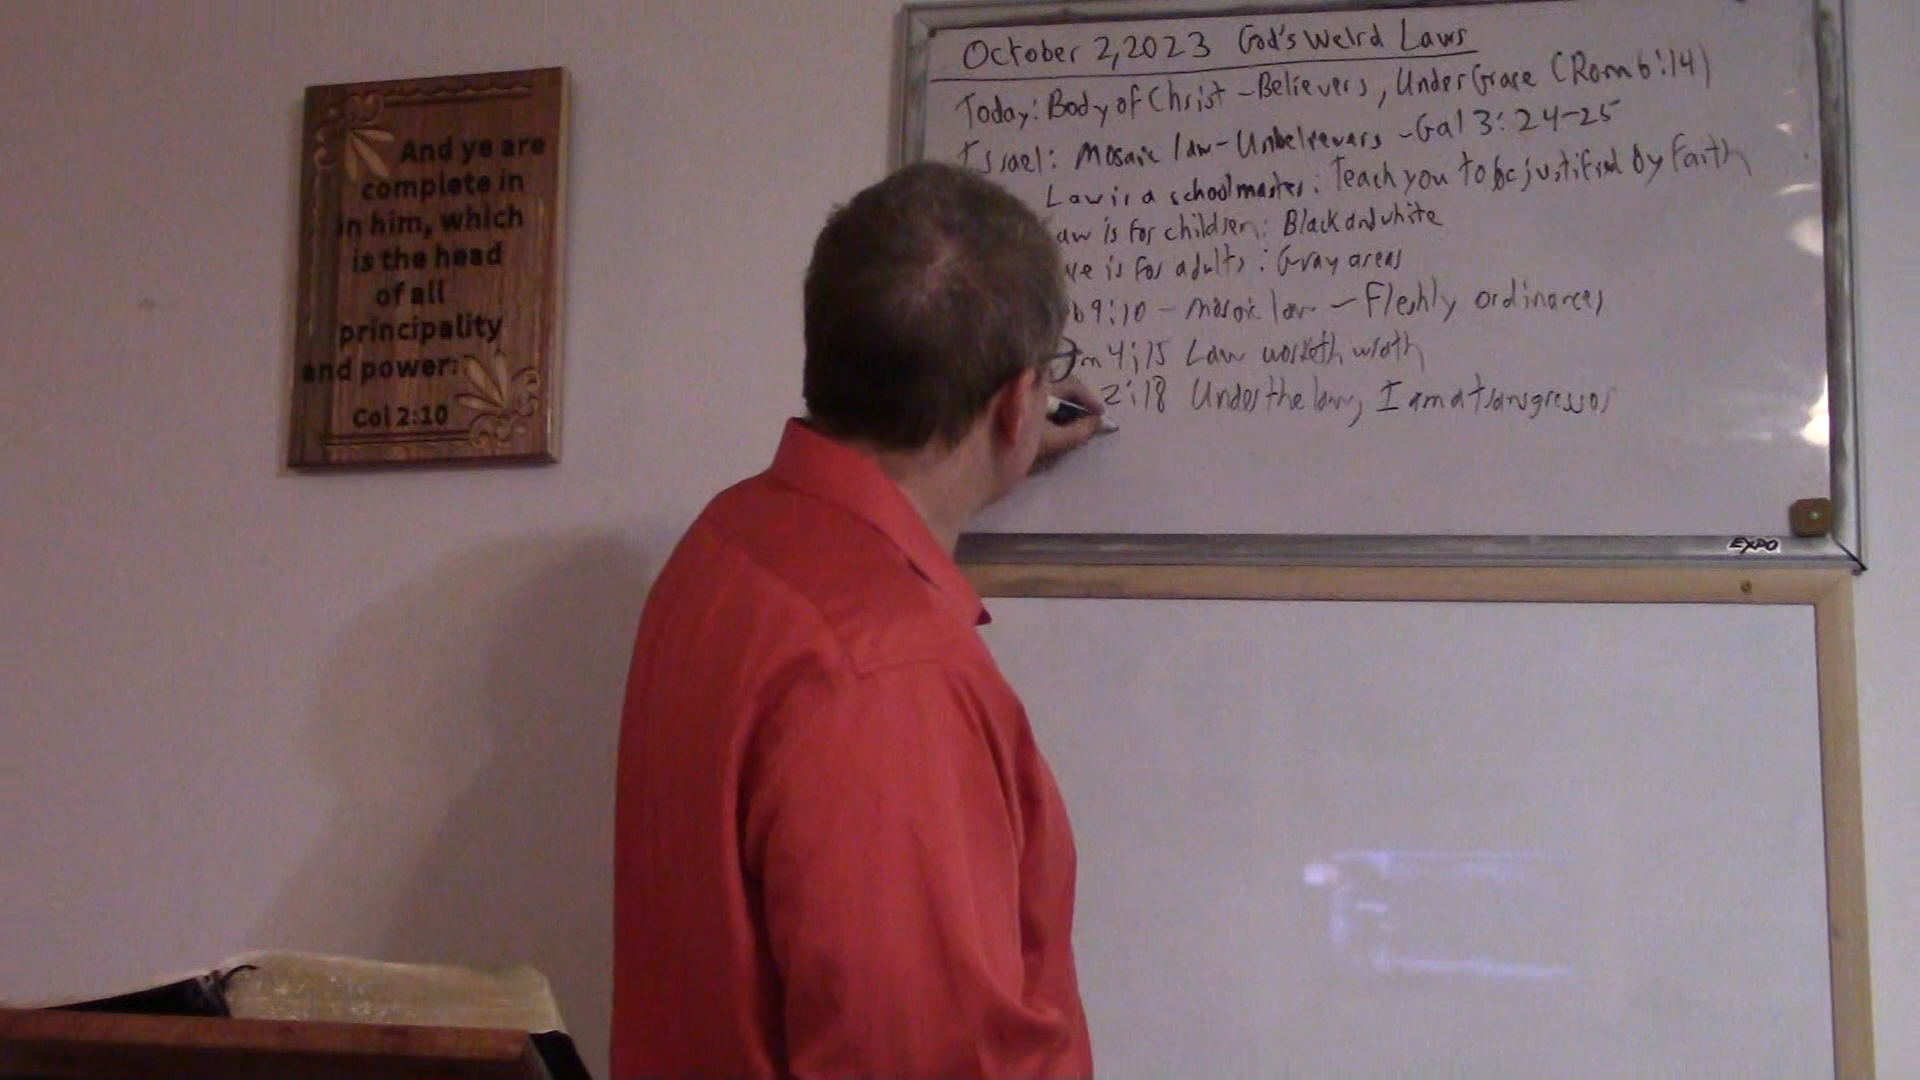 And ye are
complete in
in him, which
is the head
of all
principality
and power:
Col 2:10
October 2, 2023 God's Weird Laws
Today: Body of Christ - Believers, Under Grace (Rom 6:14)
Israel: Mosaic law - Unbelievers - Gal 3:24-25
Law is a schoolmaster: Teach you to be justified by faith
aw is for children: Black and white
ve is for adults: Gray areas
b 9:10 - Mosaic law - Fleshly ordinances
m 4:15 Law worketh wrath
2:18 Under the law, I am a transgressor
EXPO